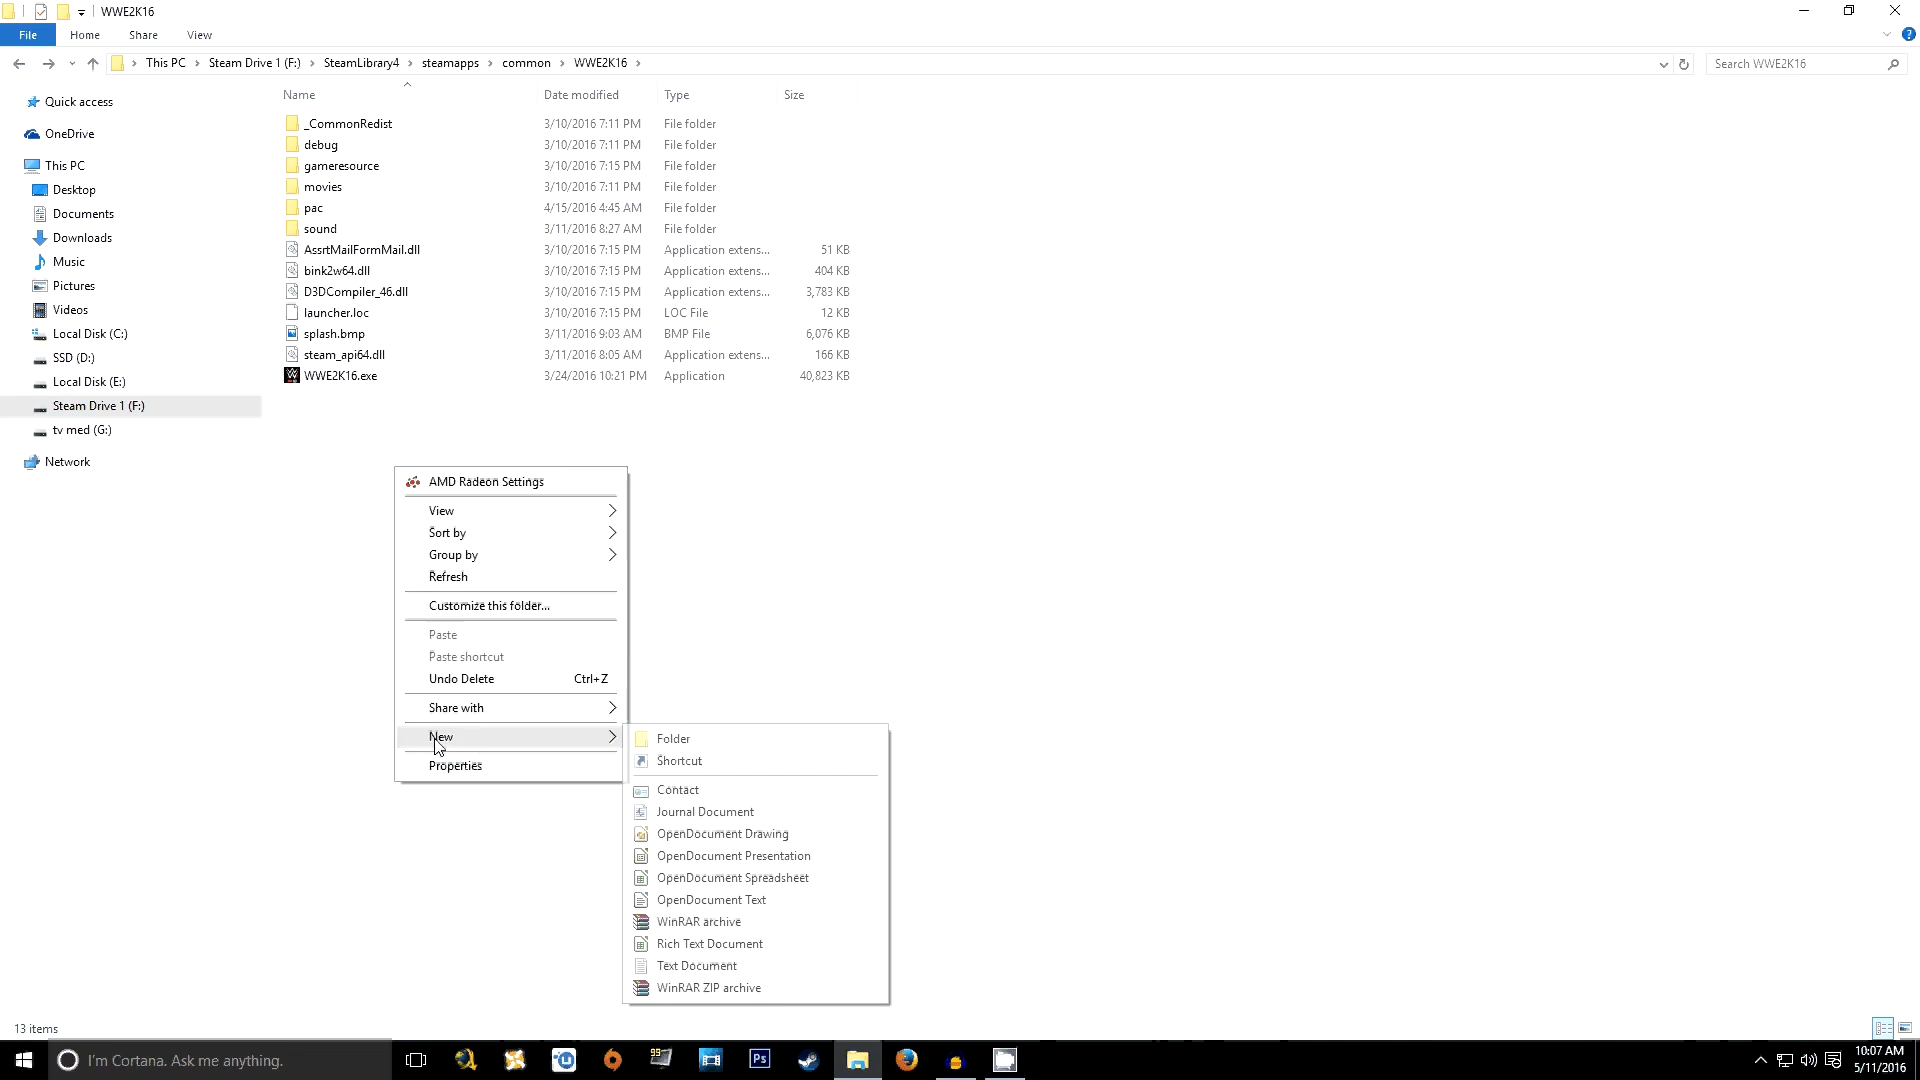 WWE2K16
File Home Share View
This PC Steam Drive 1 (F:) SteamLibrary4 steamapps common WWE2K16
Search WWE2K16
Name Date modified Type Size
Quick access
OneDrive
This PC
Desktop
Documents
Downloads
Music
Pictures
Videos
Local Disk (C:)
SSD (D:)
Local Disk (E:)
Steam Drive 1 (F:)
tv med (G:)
Network
_CommonRedist 3/10/2016 7:11 PM File folder
debug 3/10/2016 7:11 PM File folder
gameresource 3/10/2016 7:15 PM File folder
movies 3/10/2016 7:11 PM File folder
pac 4/15/2016 4:45 AM File folder
sound 3/11/2016 8:27 AM File folder
AssrtMailFormMail.dll 3/10/2016 7:15 PM Application extens... 51 KB
bink2w64.dll 3/10/2016 7:15 PM Application extens... 404 KB
D3DCompiler_46.dll 3/10/2016 7:15 PM Application extens... 3,783 KB
launcher.loc 3/10/2016 7:15 PM LOC File 12 KB
splash.bmp 3/11/2016 9:03 AM BMP File 6,076 KB
steam_api64.dll 3/11/2016 8:05 AM Application extens... 166 KB
WWE2K16.exe 3/24/2016 10:21 PM Application 40,823 KB
AMD Radeon Settings
View
Sort by
Group by
Refresh
Customize this folder...
Paste
Paste shortcut
Undo Delete Ctrl+Z
Share with
New
Properties
Folder
Shortcut
Contact
Journal Document
OpenDocument Drawing
OpenDocument Presentation
OpenDocument Spreadsheet
OpenDocument Text
WinRAR archive
Rich Text Document
Text Document
WinRAR ZIP archive
13 items
I'm Cortana. Ask me anything.
99
Ps
10:07 AM
5/11/2016